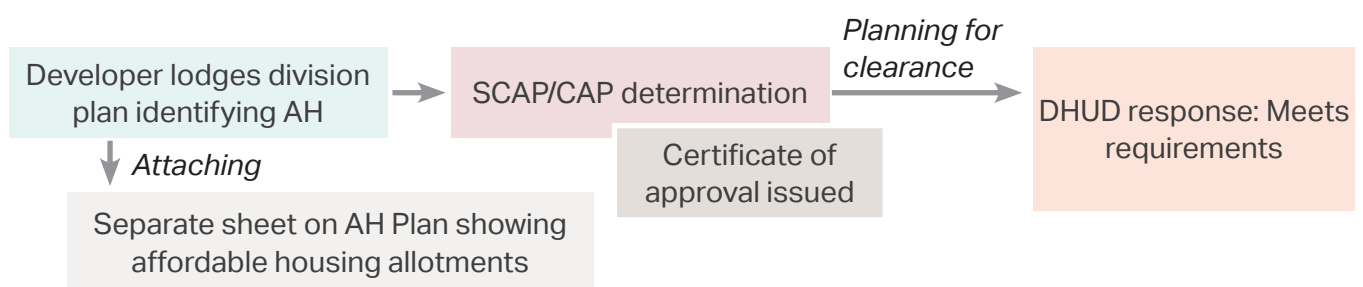 Developer lodges division
plan identifying AH
Attaching
Separate sheet on AH Plan showing
affordable housing allotments
SCAP/CAP determination
Certificate of
approval issued
Planning for
clearance
DHUD response: Meets
requirements